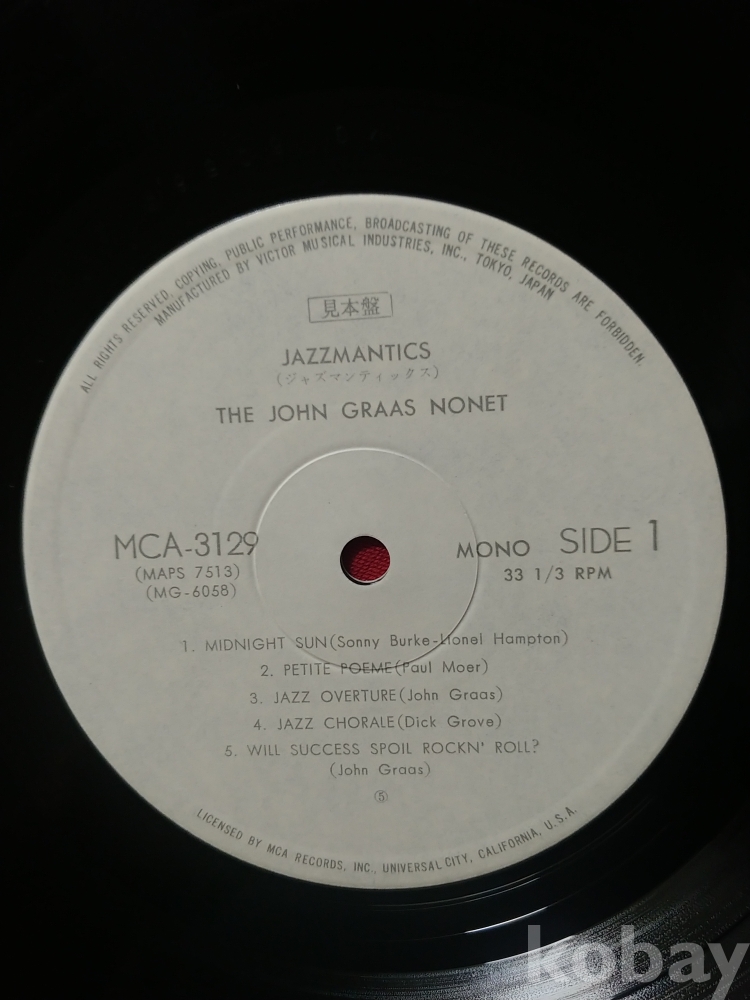 ALL RIGHTS RESERVED. COPYING, PUBLIC PERFORMANCE, BROADCASTING OF THESE RECORDS ARE FORBIDDEN.
MANUFACTURED BY VICTOR MUSICAL INDUSTRIES, INC., TOKYO, JAPAN
見本盤
JAZZMANTICS
(ジャズマンティックス)
THE JOHN GRAAS NONET
MCA-3129
(MAPS 7513)
(MG-6058)
MONO SIDE 1
33 1/3 RPM
1. MIDNIGHT SUN(Sonny Burke-Lionel Hampton)
2. PETITE POEME(Paul Moer)
3. JAZZ OVERTURE(John Graas)
4. JAZZ CHORALE(Dick Grove)
5. WILL SUCCESS SPOIL ROCKN' ROLL?
(John Graas)
⑤
LICENSED BY MCA RECORDS, INC., UNIVERSAL CITY, CALIFORNIA, U.S.A.
kobay